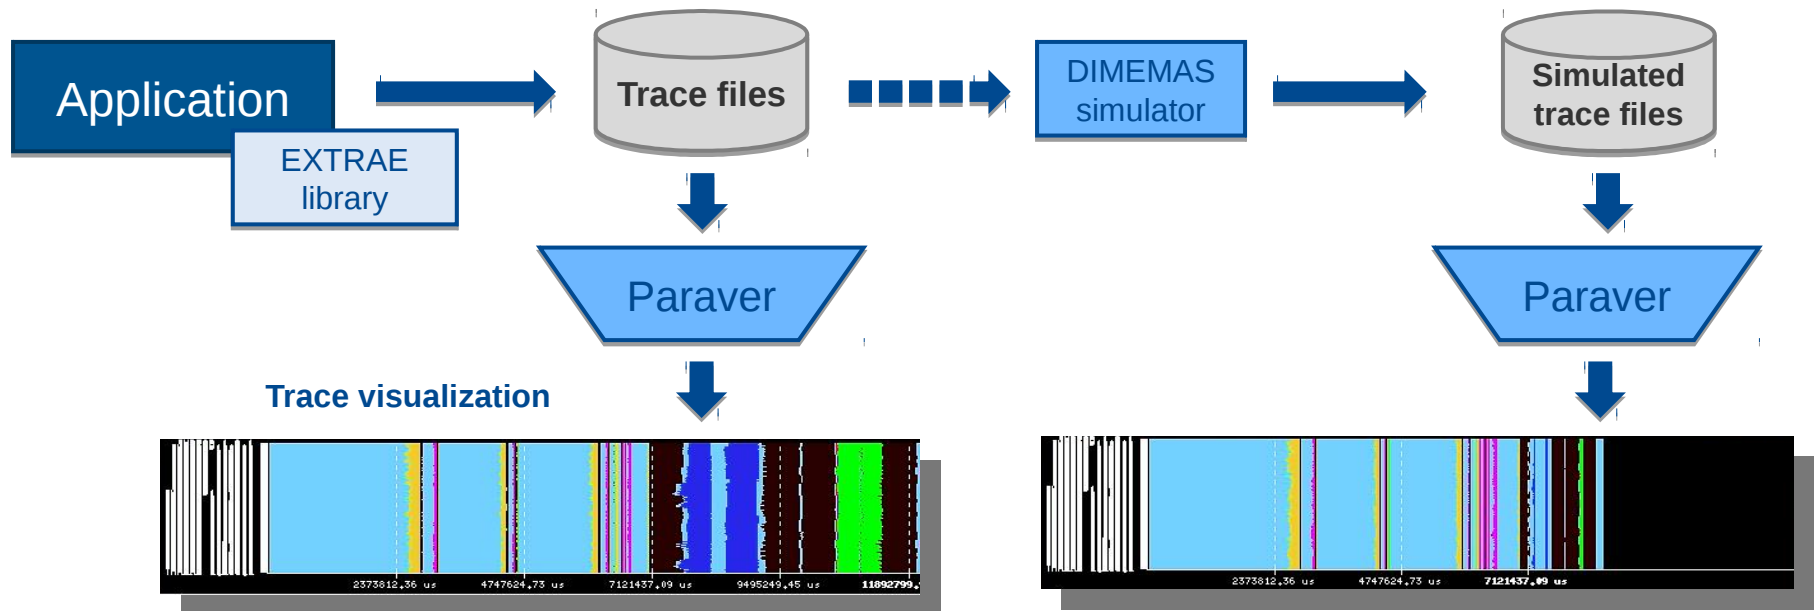 Application
EXTRAE
library
Trace files
DIMEMAS
simulator
Simulated
trace files
Paraver
Paraver
Trace visualization
2373812.36 us
4747624.73 us
7121437.09 us
9495249.45 us
11892799.
2373812.36 us
4747624.73 us
7121437.09 us